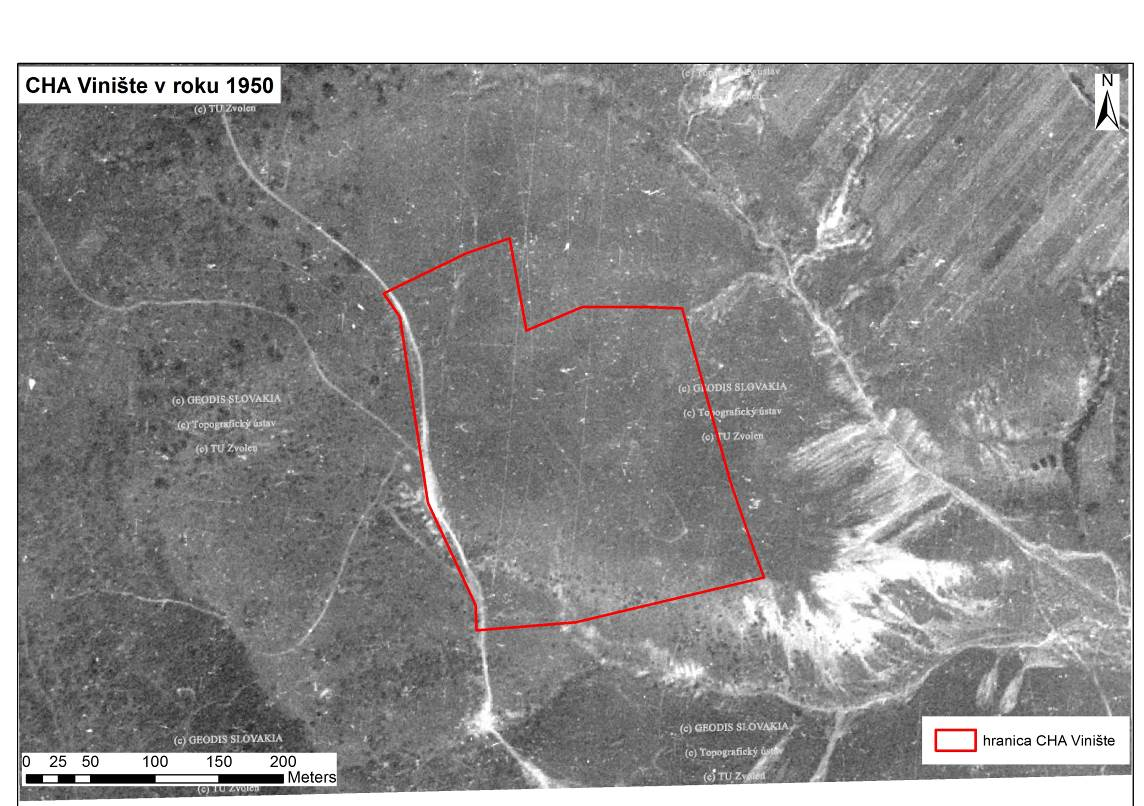 CHA Vinište v roku 1950
(c) TU Zvolen
N
(c) GEODIS SLOVAKIA
(c) Topografický ústav
(c) TU Zvolen
(c) GEODIS SLOVAKIA
(c) Topografický ústav
(c) TU Zvolen
(c) GEODIS SLOVAKIA
(c) TU Zvolen
(c) GEODIS SLOVAKIA
(c) Topografický ústav
(c) TU Zvolen
hranica CHA Vinište
0 25 50 100 150 200
Meters